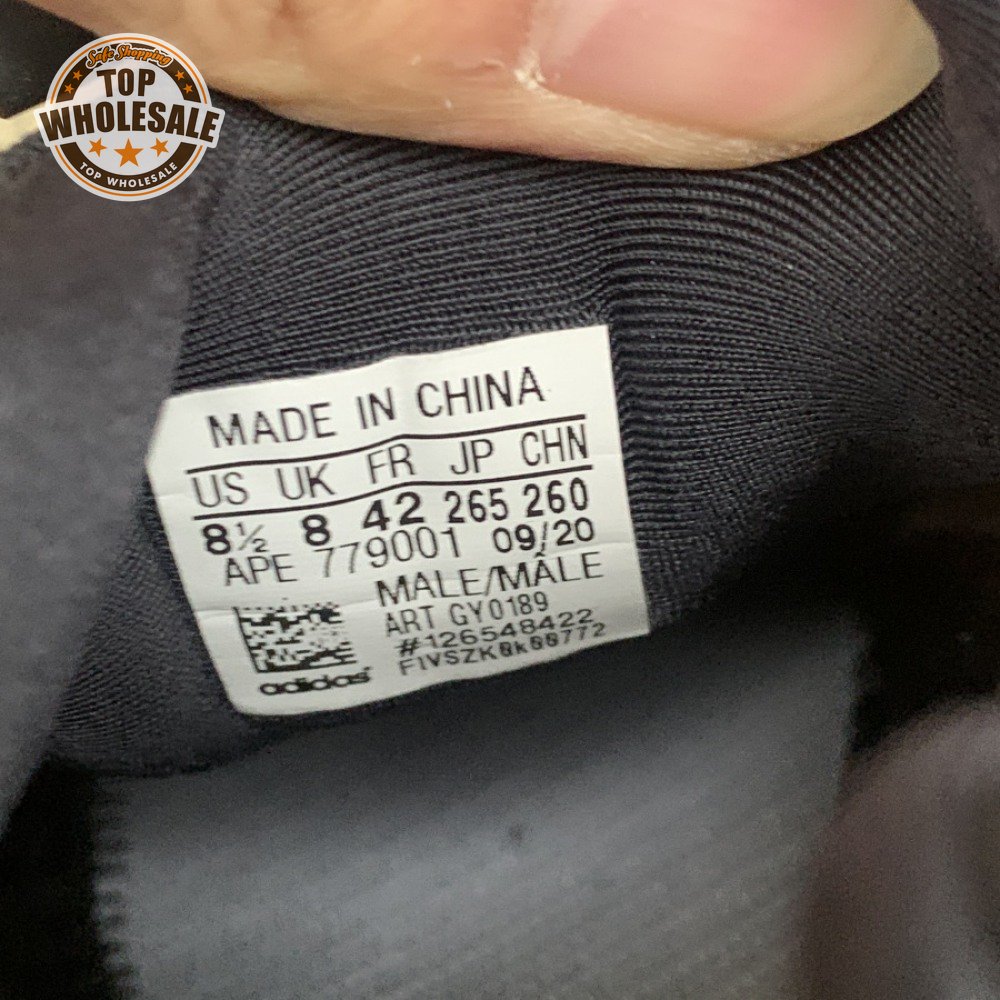 Safe Shopping
TOP
WHOLESALE
TOP WHOLESALE
MADE IN CHINA
US UK FR JP CHN
8½ 8 42 265 260
APE 779001 09/20
MALE/MÂLE
ART GY0189
#126548422
FIVSZK0k00772
adidas